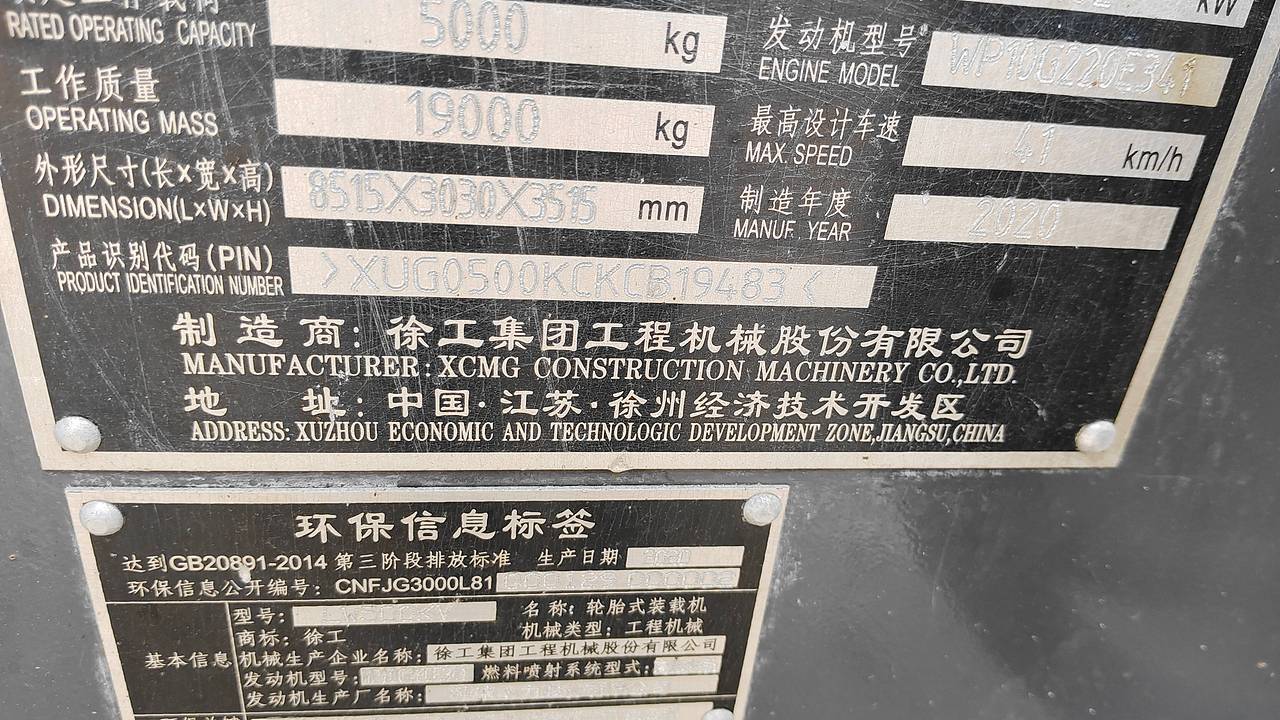 RATED OPERATING CAPACITY 5000 kg
kW
发动机型号
ENGINE MODEL WP10G220E341
工作质量
OPERATING MASS 19000 kg
最高设计车速
MAX. SPEED 41 km/h
外形尺寸(长×宽×高)
DIMENSION(L×W×H) 8515X3030X3515 mm
制造年度
MANUF. YEAR 2020
产品识别代码(PIN)
PRODUCT IDENTIFICATION NUMBER >XUG0500KCKCB19483<
制 造 商: 徐工集团工程机械股份有限公司
MANUFACTURER: XCMG CONSTRUCTION MACHINERY CO.,LTD.
地 址: 中国·江苏·徐州经济技术开发区
ADDRESS: XUZHOU ECONOMIC AND TECHNOLOGIC DEVELOPMENT ZONE,JIANGSU,CHINA
环保信息标签
达到GB20891-2014 第三阶段排放标准 生产日期
环保信息公开编号: CNFJG3000L81
型号: 名称: 轮胎式装载机
商标: 徐工 机械类型: 工程机械
基本信息 机械生产企业名称: 徐工集团工程机械股份有限公司
发动机型号: 燃料喷射系统型式:
发动机生产厂名称: